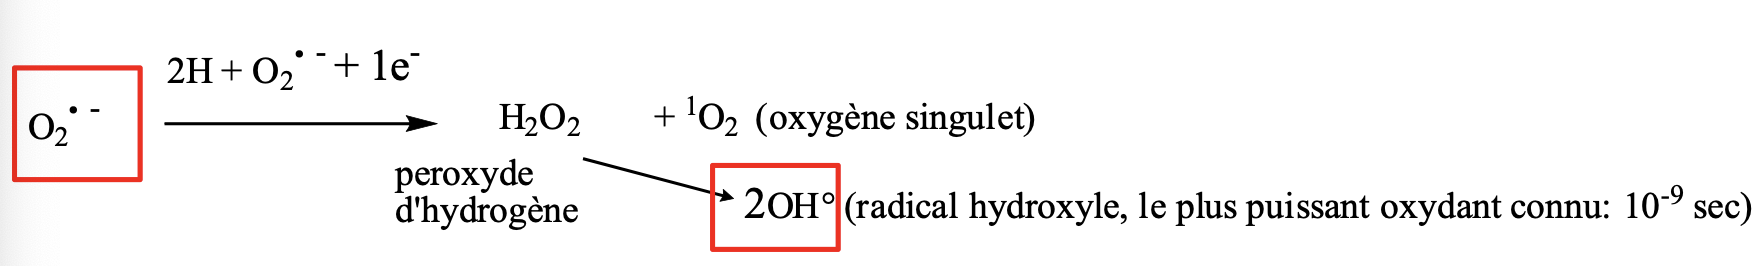 2H + O₂•⁻ + 1e⁻
O₂•⁻
H₂O₂ + ¹O₂ (oxygène singulet)
peroxyde
d'hydrogène
2OH° (radical hydroxyle, le plus puissant oxydant connu: 10⁻⁹ sec)